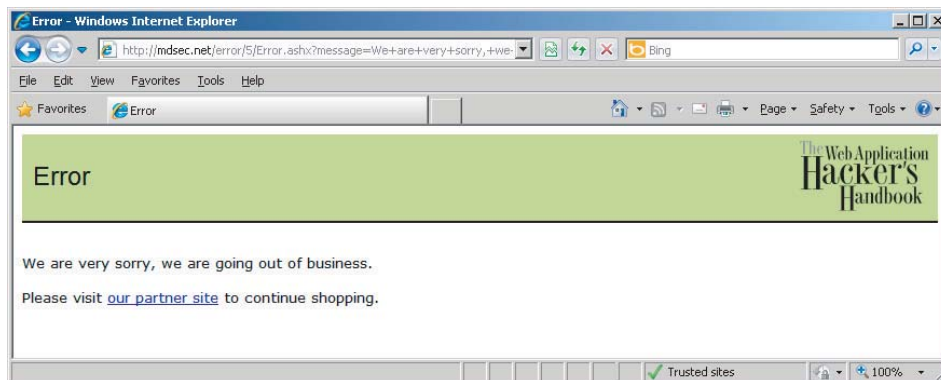 Error - Windows Internet Explorer
http://mdsec.net/error/5/Error.ashx?message=We+are+very+sorry,+we-
Bing
File Edit View Favorites Tools Help
Favorites Error Page Safety Tools
Error
The Web Application
Hacker's
Handbook
We are very sorry, we are going out of business.
Please visit our partner site to continue shopping.
Trusted sites 100%